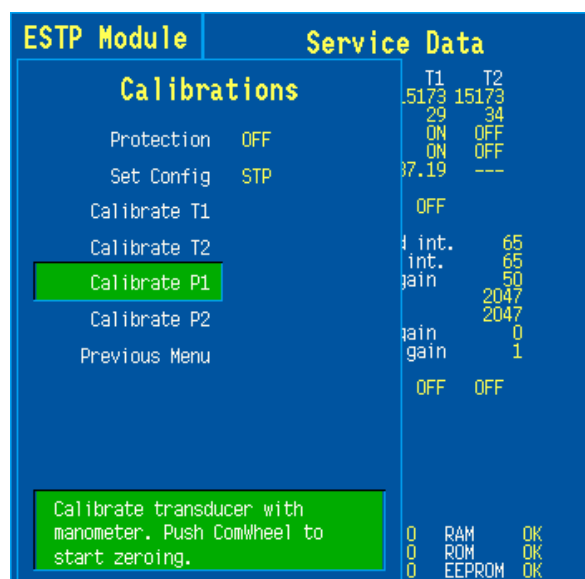 ESTP Module
Service Data
Calibrations
Protection OFF
Set Config STP
Calibrate T1
Calibrate T2
Calibrate P1
Calibrate P2
Previous Menu
Calibrate transducer with
manometer. Push ComWheel to
start zeroing.
T1 T2
15173 15173
29 34
ON OFF
ON OFF
37.19 ---
OFF
int. 65
int. 65
gain 50
2047
2047
gain 0
gain 1
OFF OFF
0 RAM OK
0 ROM OK
0 EEPROM OK